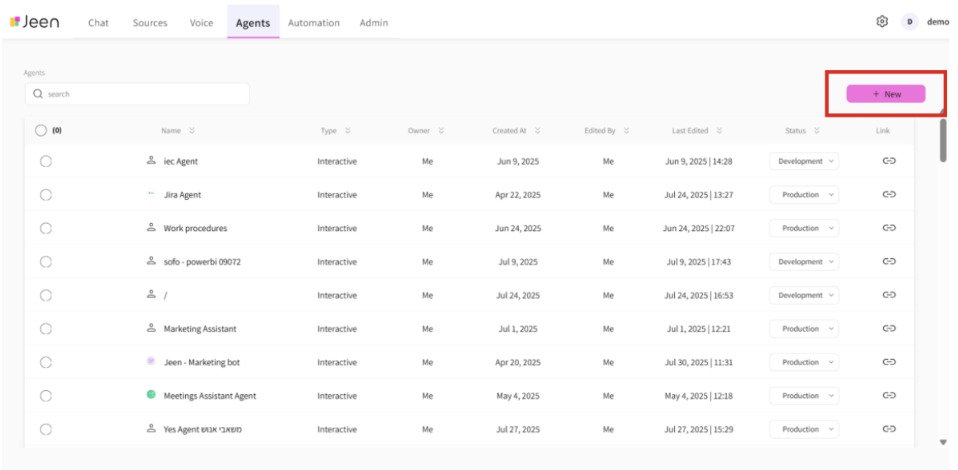 Jeen Chat Sources Voice Agents Automation Admin D demo
Agents
search
+ New
(0) Name Type Owner Created At Edited By Last Edited Status Link
iec Agent Interactive Me Jun 9, 2025 Me Jun 9, 2025 | 14:28 Development
Jira Agent Interactive Me Apr 22, 2025 Me Jul 24, 2025 | 13:27 Production
Work procedures Interactive Me Jun 24, 2025 Me Jun 24, 2025 | 22:07 Production
sofo - powerbi 09072 Interactive Me Jul 9, 2025 Me Jul 9, 2025 | 17:43 Development
/ Interactive Me Jul 24, 2025 Me Jul 24, 2025 | 16:53 Development
Marketing Assistant Interactive Me Jul 1, 2025 Me Jul 1, 2025 | 12:21 Production
Jeen - Marketing bot Interactive Me Apr 20, 2025 Me Jul 30, 2025 | 11:31 Production
Meetings Assistant Agent Interactive Me May 4, 2025 Me May 4, 2025 | 12:18 Production
Yes Agent משאבי אנוש Interactive Me Jul 27, 2025 Me Jul 27, 2025 | 15:29 Production